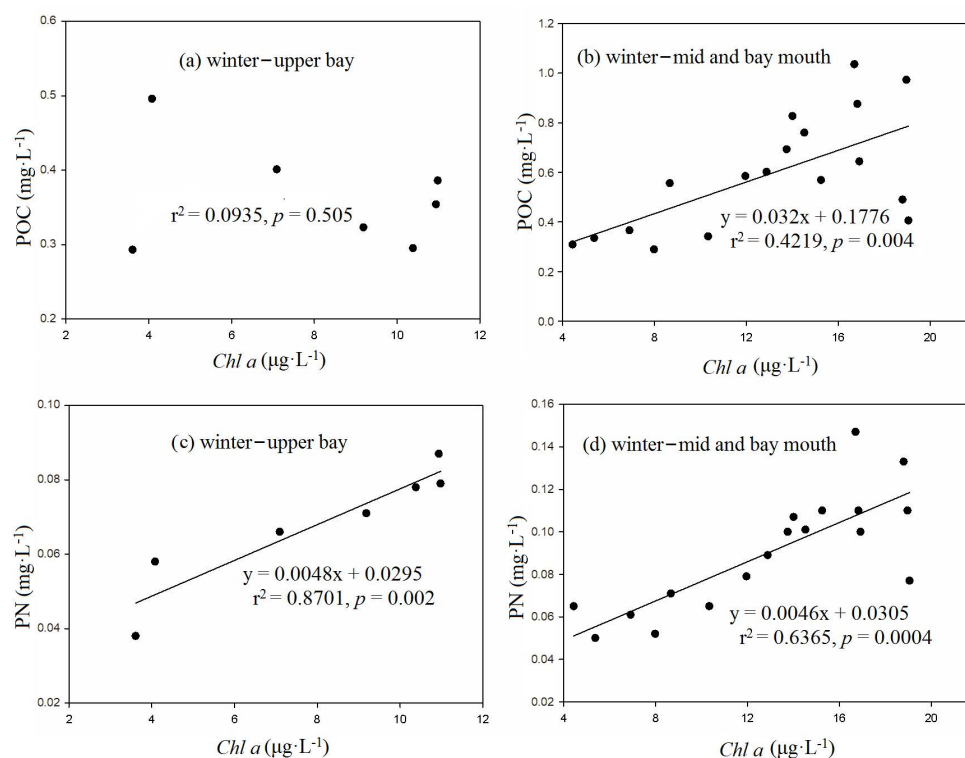 (a) winter−upper bay
POC (mg·L⁻¹)
0.6
0.5
0.4
0.3
0.2
r² = 0.0935, p = 0.505
2
4
6
8
10
12
Chl a (μg·L⁻¹)
(b) winter−mid and bay mouth
POC (mg·L⁻¹)
1.2
1.0
0.8
0.6
0.4
0.2
0.0
y = 0.032x + 0.1776
r² = 0.4219, p = 0.004
4
8
12
16
20
Chl a (μg·L⁻¹)
(c) winter−upper bay
PN (mg·L⁻¹)
0.10
0.08
0.06
0.04
0.02
y = 0.0048x + 0.0295
r² = 0.8701, p = 0.002
2
4
6
8
10
12
Chl a (μg·L⁻¹)
(d) winter−mid and bay mouth
PN (mg·L⁻¹)
0.16
0.14
0.12
0.10
0.08
0.06
0.04
0.02
y = 0.0046x + 0.0305
r² = 0.6365, p = 0.0004
4
8
12
16
20
Chl a (μg·L⁻¹)